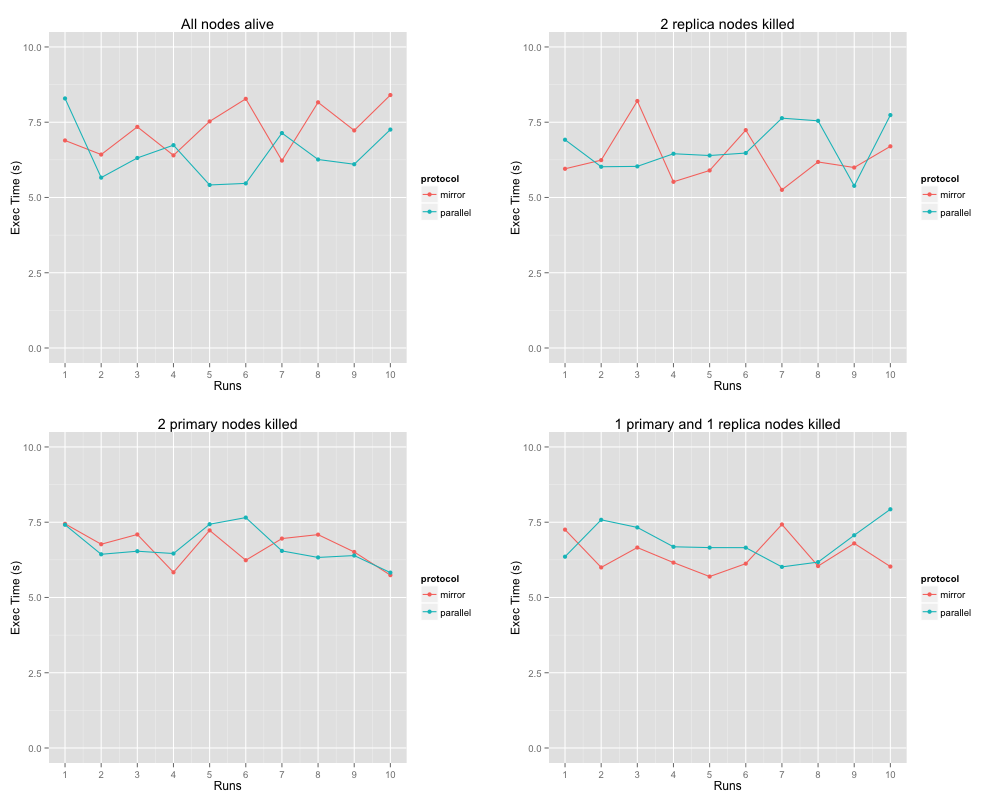 All nodes alive
10.0
7.5
5.0
2.5
0.0
Exec Time (s)
1 2 3 4 5 6 7 8 9 10
Runs
protocol
mirror
parallel
2 replica nodes killed
10.0
7.5
5.0
2.5
0.0
Exec Time (s)
1 2 3 4 5 6 7 8 9 10
Runs
protocol
mirror
parallel
2 primary nodes killed
10.0
7.5
5.0
2.5
0.0
Exec Time (s)
1 2 3 4 5 6 7 8 9 10
Runs
protocol
mirror
parallel
1 primary and 1 replica nodes killed
10.0
7.5
5.0
2.5
0.0
Exec Time (s)
1 2 3 4 5 6 7 8 9 10
Runs
protocol
mirror
parallel